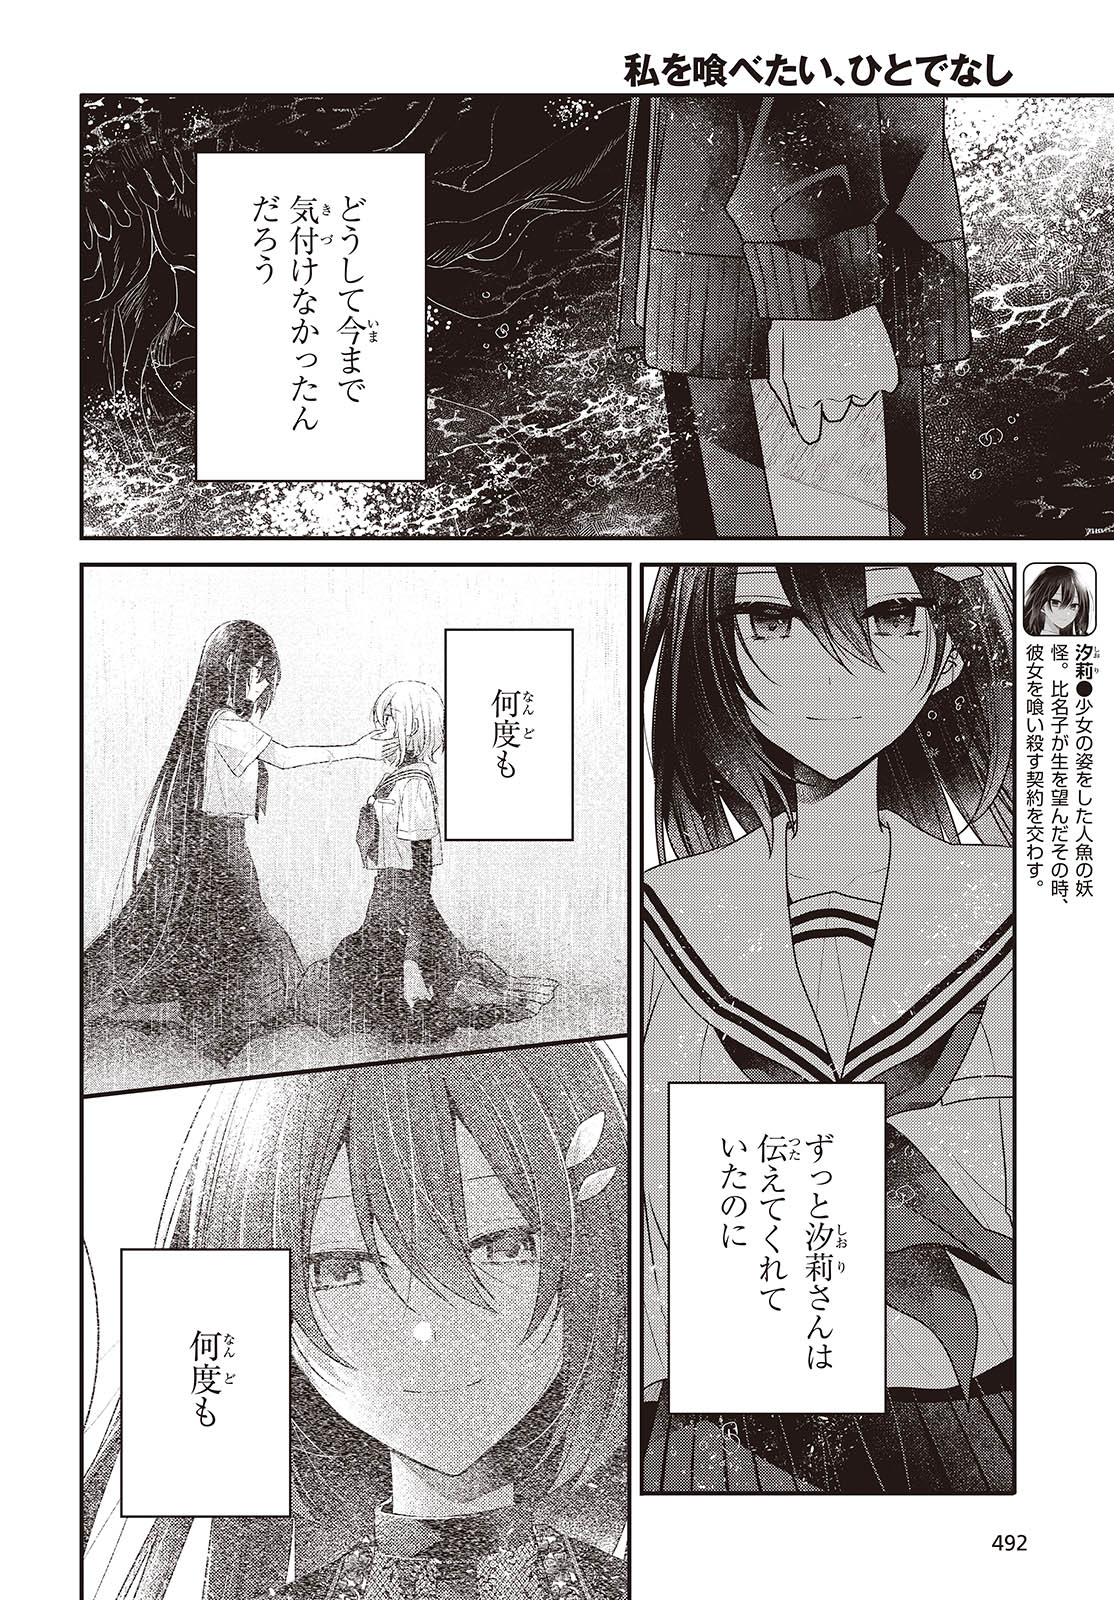 私を喰べたい、ひとでなし
どうして今まで
気付けなかったん
だろう
汐莉●少女の姿をした人魚の妖
怪。比名子が生を望んだその時、
彼女を喰い殺す契約を交わす。
ずっと汐莉さんは
伝えてくれて
いたのに
何度も
何度も
492